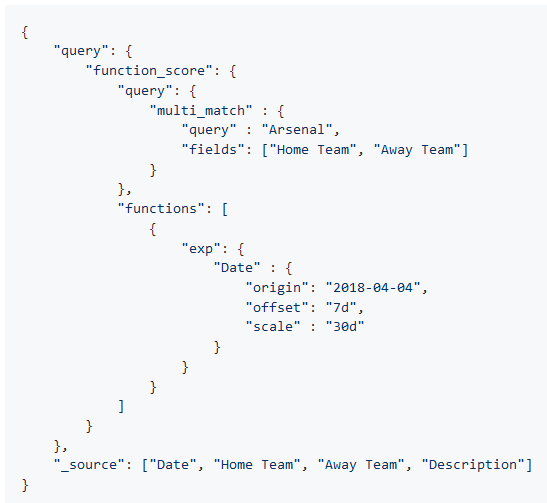 {
    "query": {
        "function_score": {
            "query": {
                "multi_match" : {
                    "query" : "Arsenal",
                    "fields": ["Home Team", "Away Team"]
                }
            },
            "functions": [
                {
                    "exp": {
                        "Date" : {
                            "origin": "2018-04-04",
                            "offset": "7d",
                            "scale" : "30d"
                        }
                    }
                }
            ]
        }
    },
    "_source": ["Date", "Home Team", "Away Team", "Description"]
}